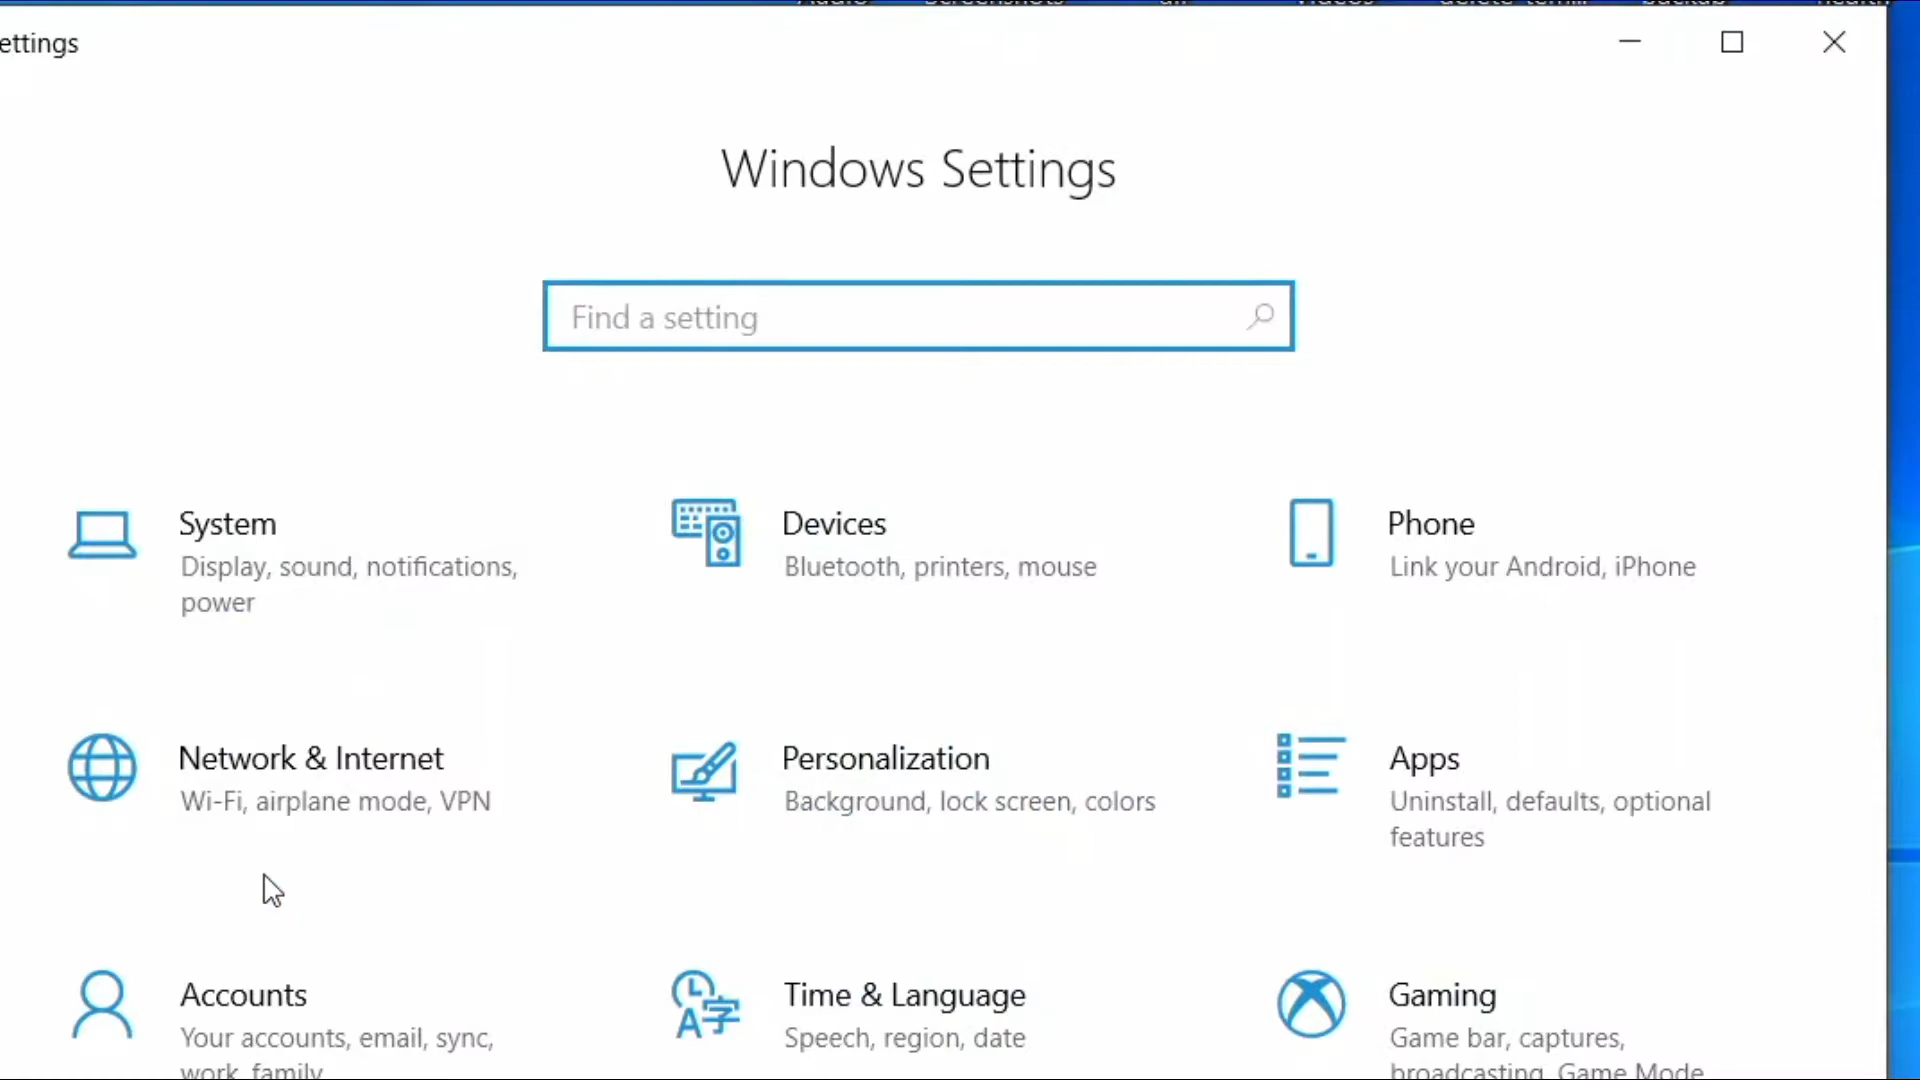 ettings
Windows Settings
Find a setting
System
Display, sound, notifications,
power
Devices
Bluetooth, printers, mouse
Phone
Link your Android, iPhone
Network & Internet
Wi-Fi, airplane mode, VPN
Personalization
Background, lock screen, colors
Apps
Uninstall, defaults, optional
features
Accounts
Your accounts, email, sync,
work, family
Time & Language
Speech, region, date
Gaming
Game bar, captures,
broadcasting, Game Mode